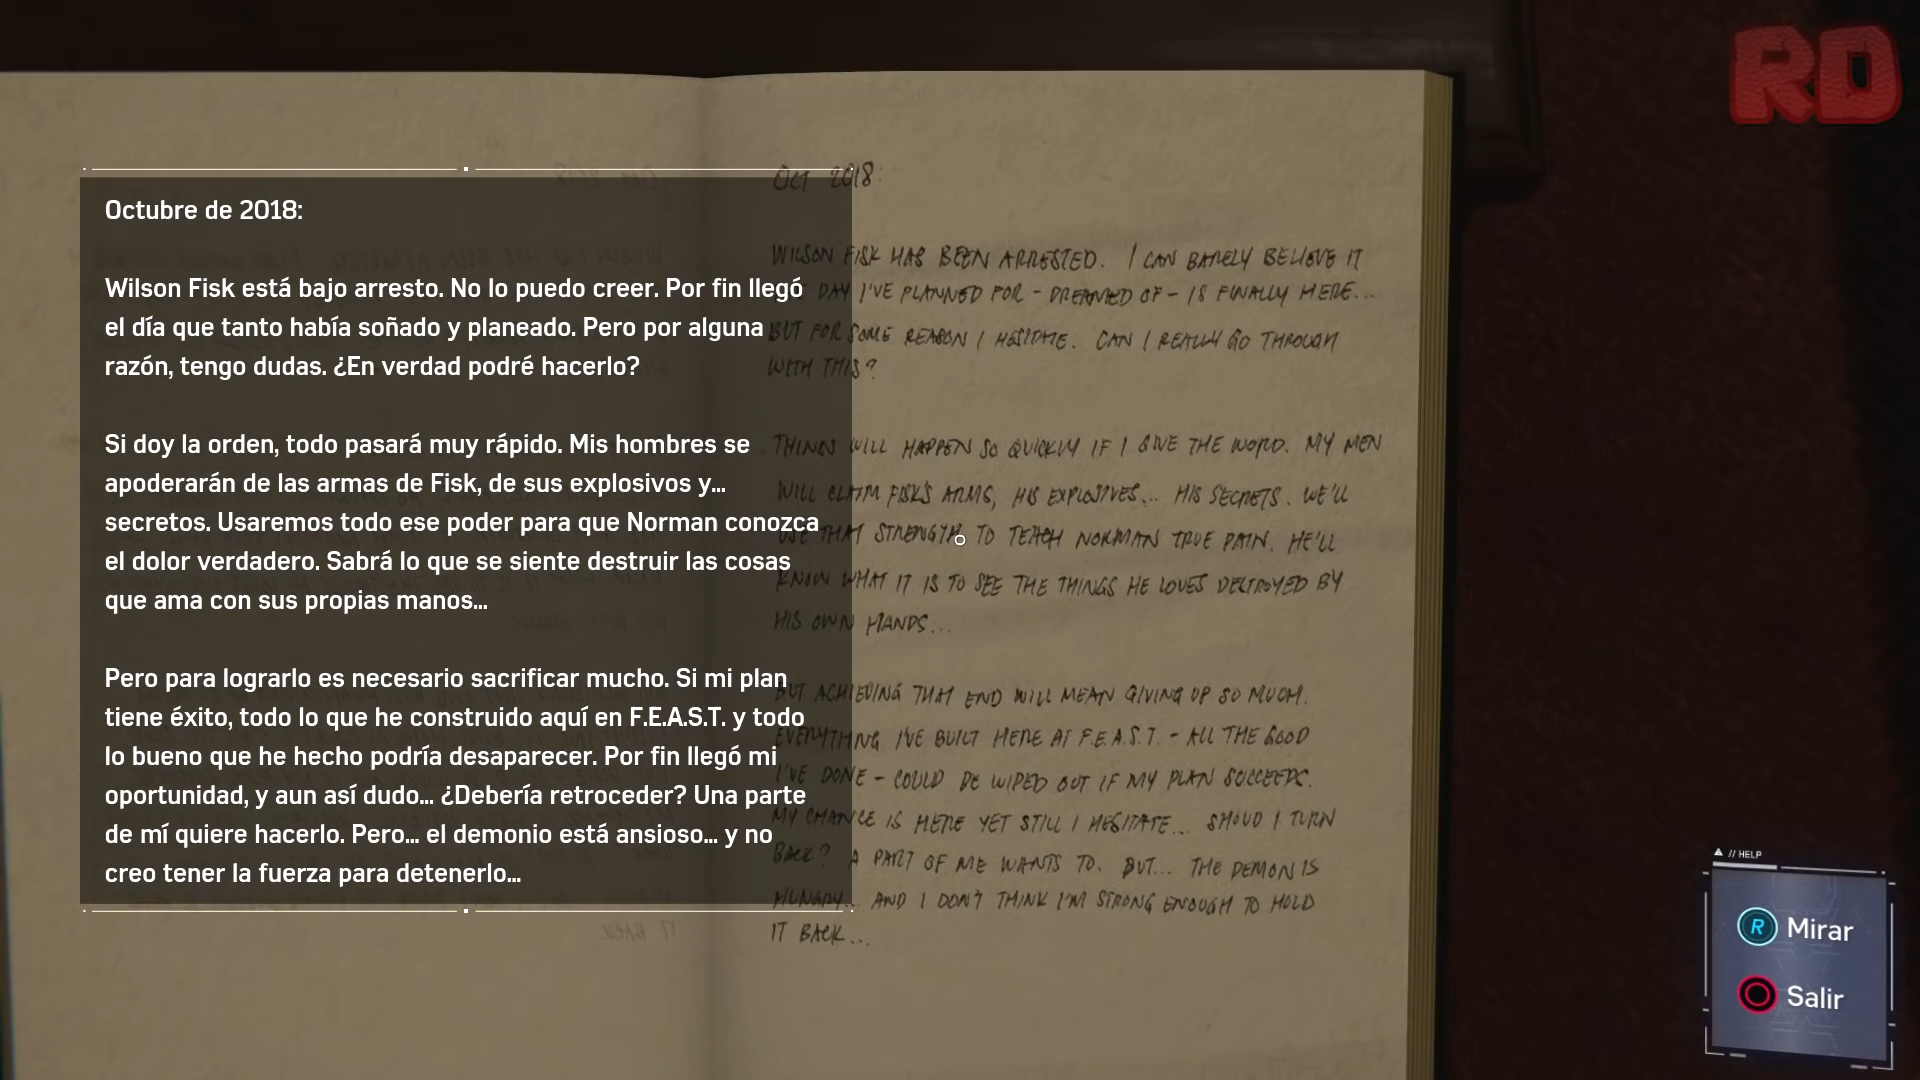 RD
Octubre de 2018:
Wilson Fisk está bajo arresto. No lo puedo creer. Por fin llegó
el día que tanto había soñado y planeado. Pero por alguna
razón, tengo dudas. ¿En verdad podré hacerlo?
Si doy la orden, todo pasará muy rápido. Mis hombres se
apoderarán de las armas de Fisk, de sus explosivos y...
secretos. Usaremos todo ese poder para que Norman conozca
el dolor verdadero. Sabrá lo que se siente destruir las cosas
que ama con sus propias manos...
Pero para lograrlo es necesario sacrificar mucho. Si mi plan
tiene éxito, todo lo que he construido aquí en F.E.A.S.T. y todo
lo bueno que he hecho podría desaparecer. Por fin llegó mi
oportunidad, y aun así dudo... ¿Debería retroceder? Una parte
de mí quiere hacerlo. Pero... el demonio está ansioso... y no
creo tener la fuerza para detenerlo...
OCT 2018:
WILSON FISK HAS BEEN ARRESTED. I CAN BARELY BELIEVE IT
DAY I'VE PLANNED FOR - DREAMED OF - IS FINALLY HERE...
BUT FOR SOME REASON I HESITATE. CAN I REALLY GO THROUGH
WITH THIS?
THINGS WILL HAPPEN SO QUICKLY IF I GIVE THE WORD. MY MEN
WILL CLAIM FISK'S ARMS, HIS EXPLOSIVES... HIS SECRETS. WE'LL
USE THAT STRENGTH TO TEACH NORMAN TRUE PAIN. HE'LL
KNOW WHAT IT IS TO SEE THE THINGS HE LOVES DESTROYED BY
HIS OWN HANDS...
BUT ACHIEVING THAT END WILL MEAN GIVING UP SO MUCH.
EVERYTHING I'VE BUILT HERE AT F.E.A.S.T. - ALL THE GOOD
I'VE DONE - COULD BE WIPED OUT IF MY PLAN SUCCEEDS.
MY CHANCE IS HERE YET STILL I HESITATE... SHOUD I TURN
BACK? A PART OF ME WANTS TO. BUT... THE DEMON IS
HUNGRY... AND I DON'T THINK I'M STRONG ENOUGH TO HOLD
IT BACK...
// HELP
R Mirar
Salir